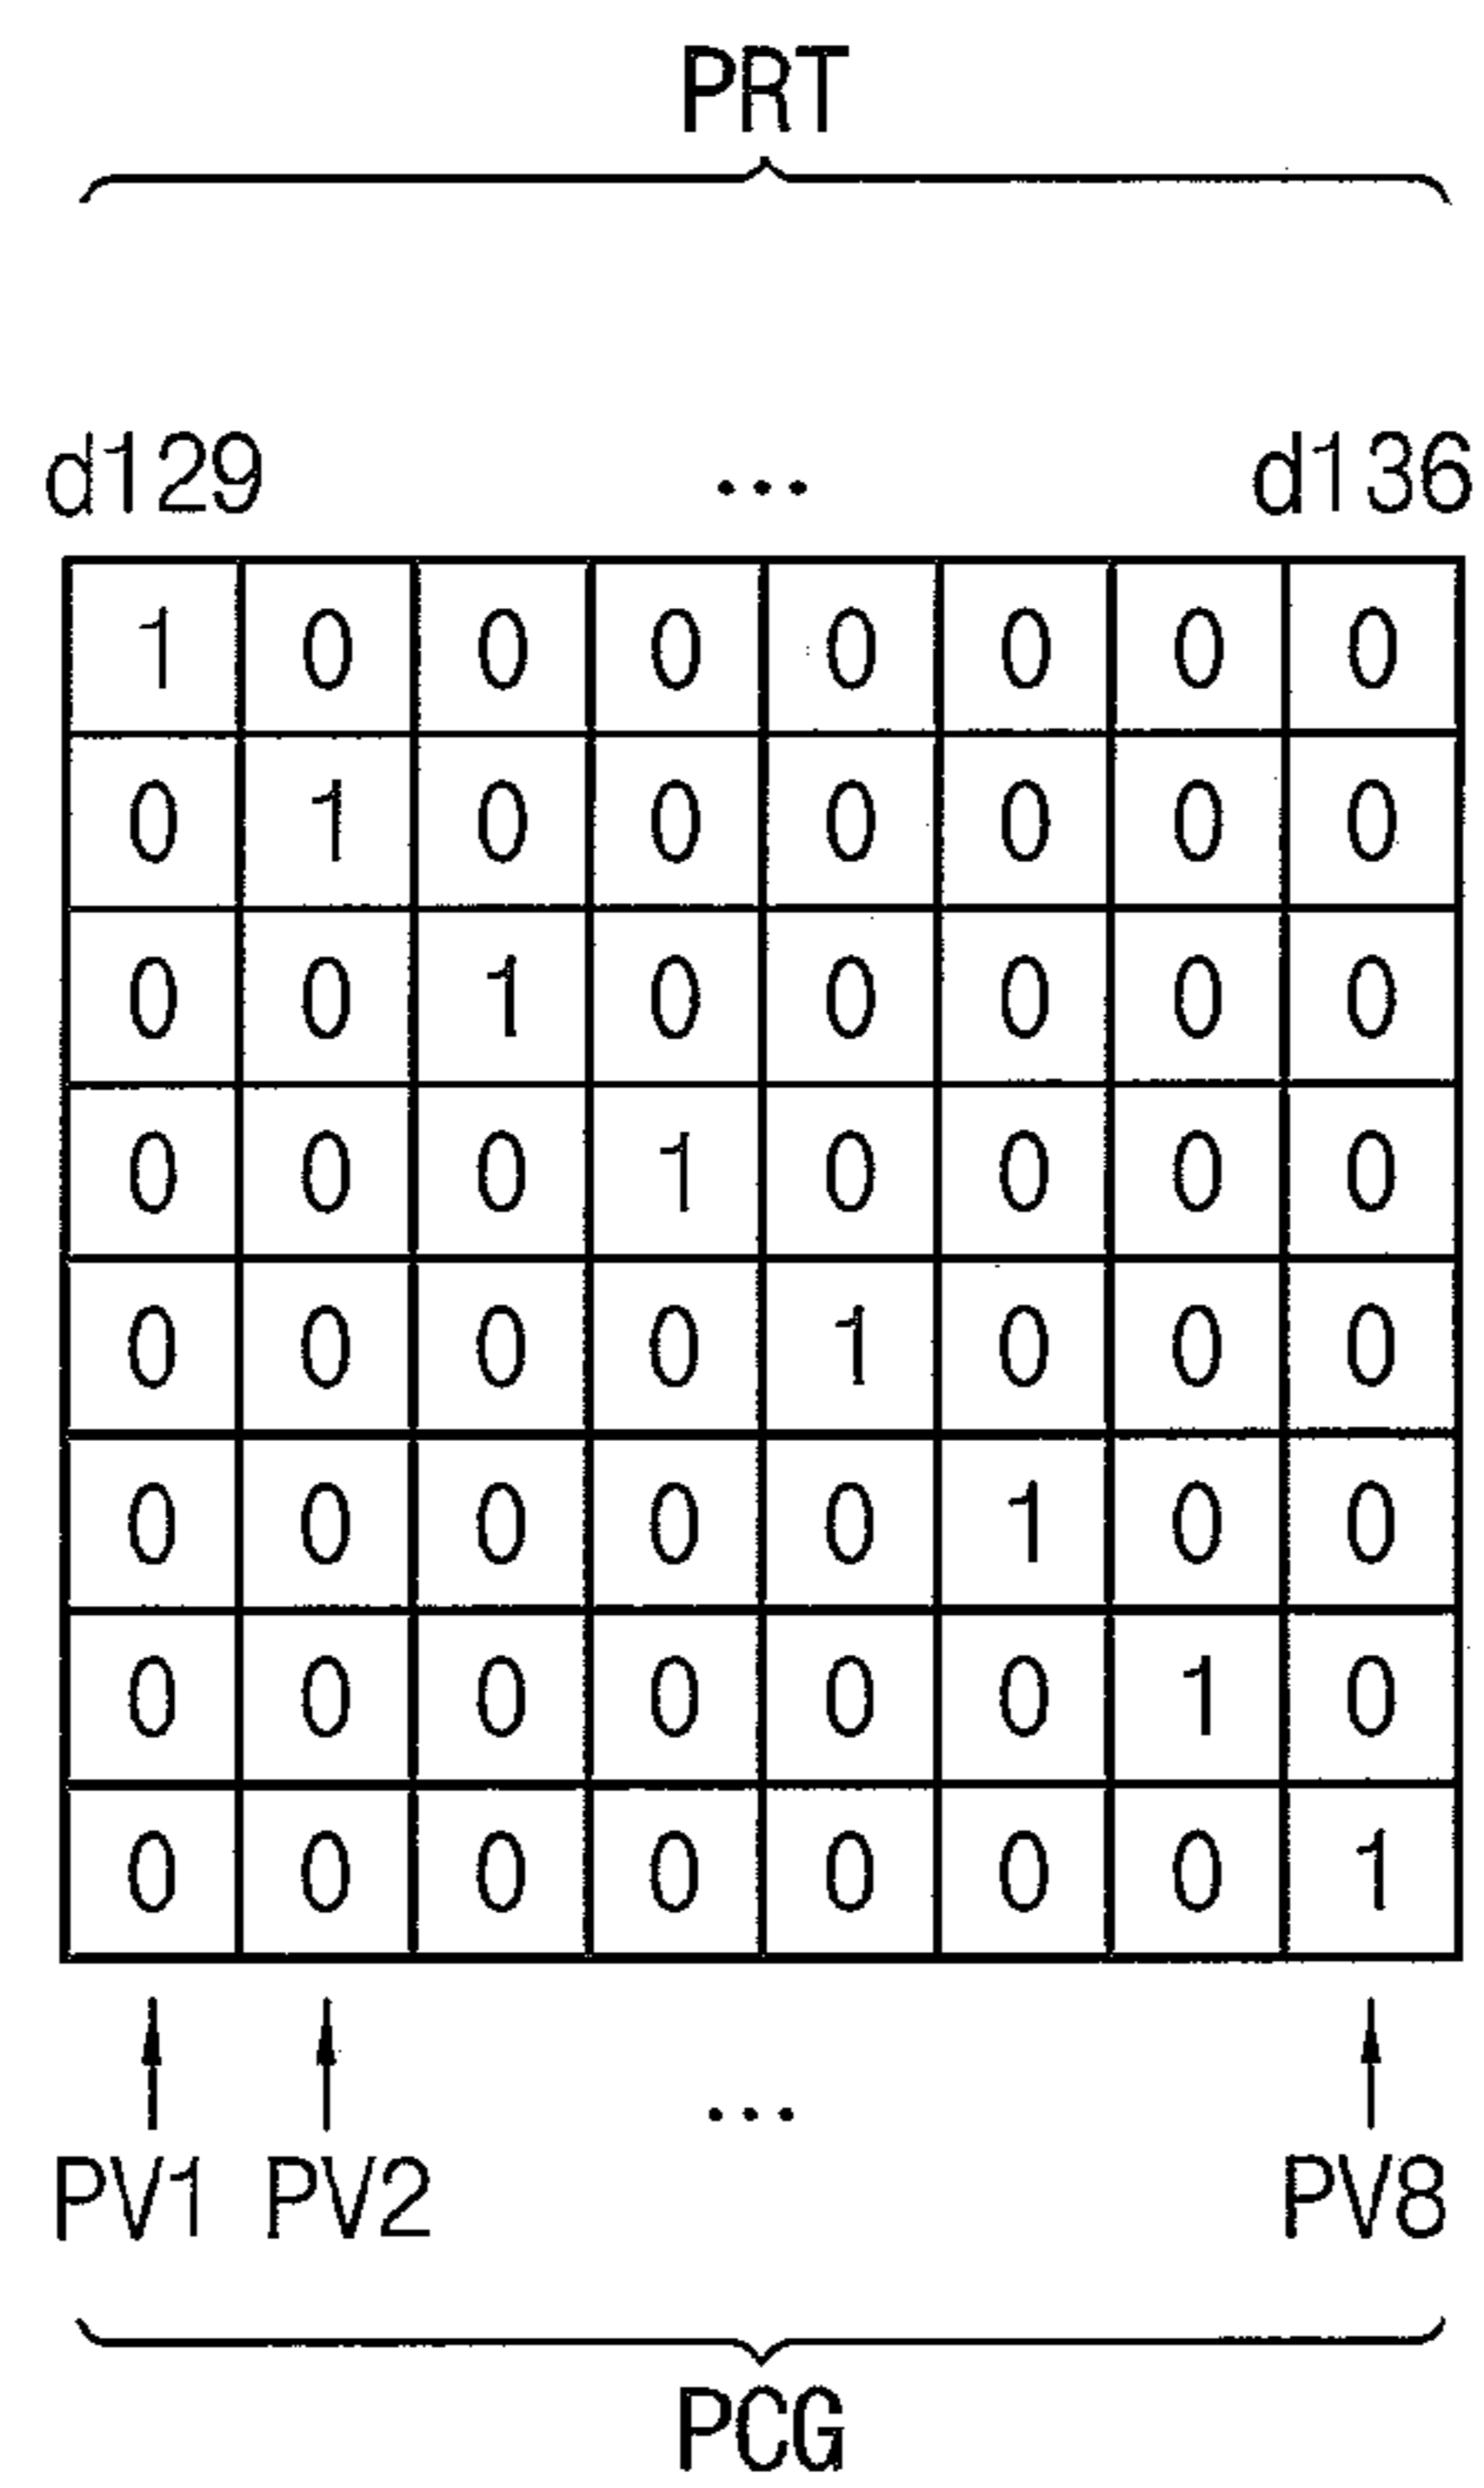 PRT
d129 ... d136
1 0 0 0 0 0 0 0
0 1 0 0 0 0 0 0
0 0 1 0 0 0 0 0
0 0 0 1 0 0 0 0
0 0 0 0 1 0 0 0
0 0 0 0 0 1 0 0
0 0 0 0 0 0 1 0
0 0 0 0 0 0 0 1
PV1 PV2 ... PV8
PCG